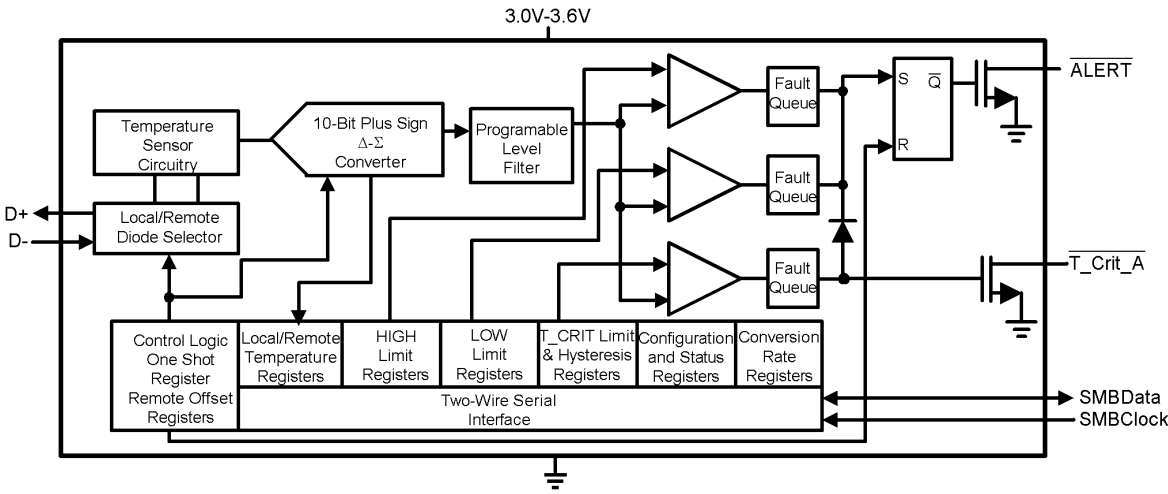 3.0V-3.6V
Temperature
Sensor
Circuitry
10-Bit Plus Sign
Δ-Σ
Converter
Programable
Level
Filter
Fault
Queue
Fault
Queue
Fault
Queue
S
Q̅
R
ALERT
T_Crit_A
D+
D-
Local/Remote
Diode Selector
Control Logic
One Shot
Register
Remote Offset
Registers
Local/Remote
Temperature
Registers
HIGH
Limit
Registers
LOW
Limit
Registers
T_CRIT Limit
& Hysteresis
Registers
Configuration
and Status
Registers
Conversion
Rate
Registers
Two-Wire Serial
Interface
SMBData
SMBClock